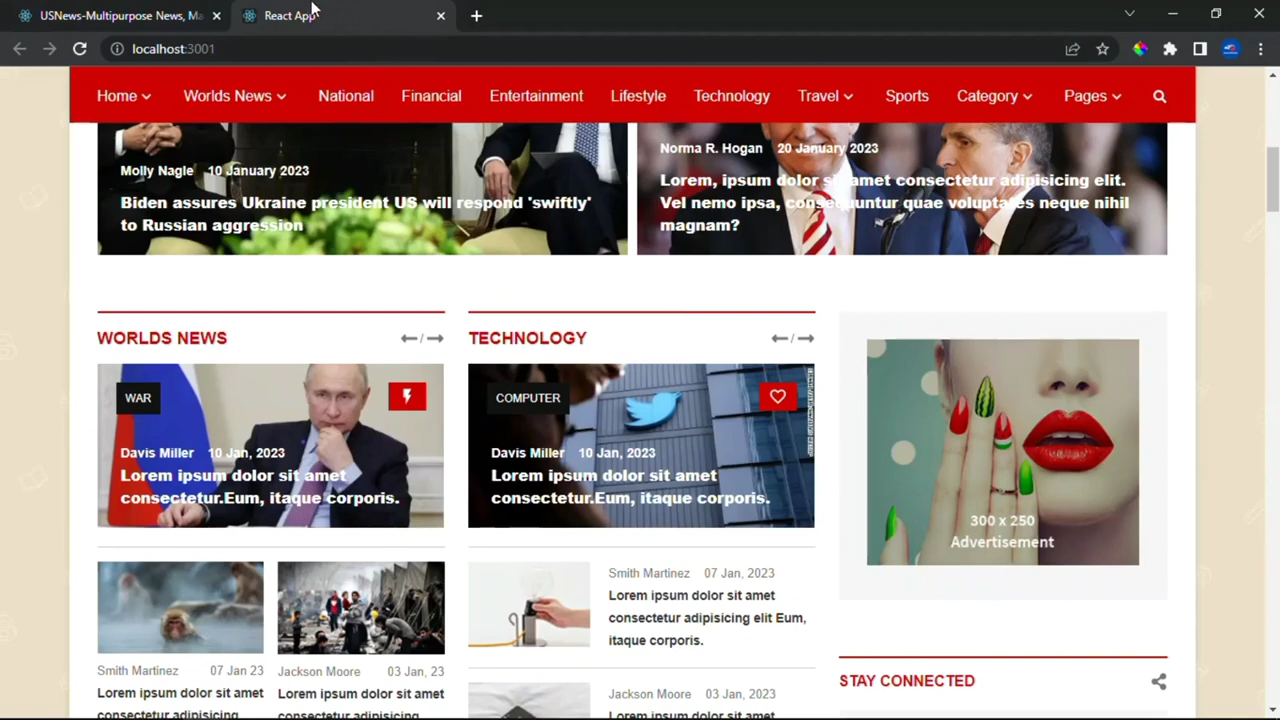 USNews-Multipurpose News, Ma
React App
localhost:3001
Home Worlds News National Financial Entertainment Lifestyle Technology Travel Sports Category Pages
Molly Nagle 10 January 2023
Biden assures Ukraine president US will respond 'swiftly'
to Russian aggression
Norma R. Hogan 20 January 2023
Lorem, ipsum dolor sit amet consectetur adipisicing elit.
Vel nemo ipsa, consequuntur quae voluptates neque nihil
magnam?
WORLDS NEWS
/
WAR
Davis Miller 10 Jan, 2023
Lorem ipsum dolor sit amet
consectetur.Eum, itaque corporis.
Smith Martinez 07 Jan 23
Lorem ipsum dolor sit amet
consectetur adipisicing
Jackson Moore 03 Jan, 23
Lorem ipsum dolor sit amet
consectetur adipisicing
TECHNOLOGY
/
COMPUTER
Davis Miller 10 Jan, 2023
Lorem ipsum dolor sit amet
consectetur.Eum, itaque corporis.
Smith Martinez 07 Jan, 2023
Lorem ipsum dolor sit amet
consectetur adipisicing elit Eum,
itaque corporis.
Jackson Moore 03 Jan, 2023
Lorem ipsum dolor sit amet
300 x 250
Advertisement
STAY CONNECTED